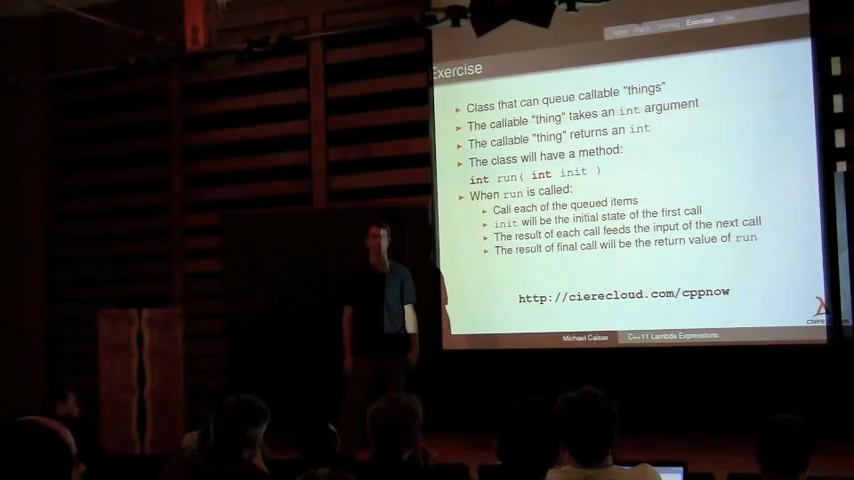 Exercise
Exercise
▸ Class that can queue callable "things"
▸ The callable "thing" takes an int argument
▸ The callable "thing" returns an int
▸ The class will have a method:
int run( int init )
▸ When run is called:
▸ Call each of the queued items
▸ init will be the initial state of the first call
▸ The result of each call feeds the input of the next call
▸ The result of final call will be the return value of run
http://cierecloud.com/cppnow
Michael Caisse C++11 Lambda Expressions